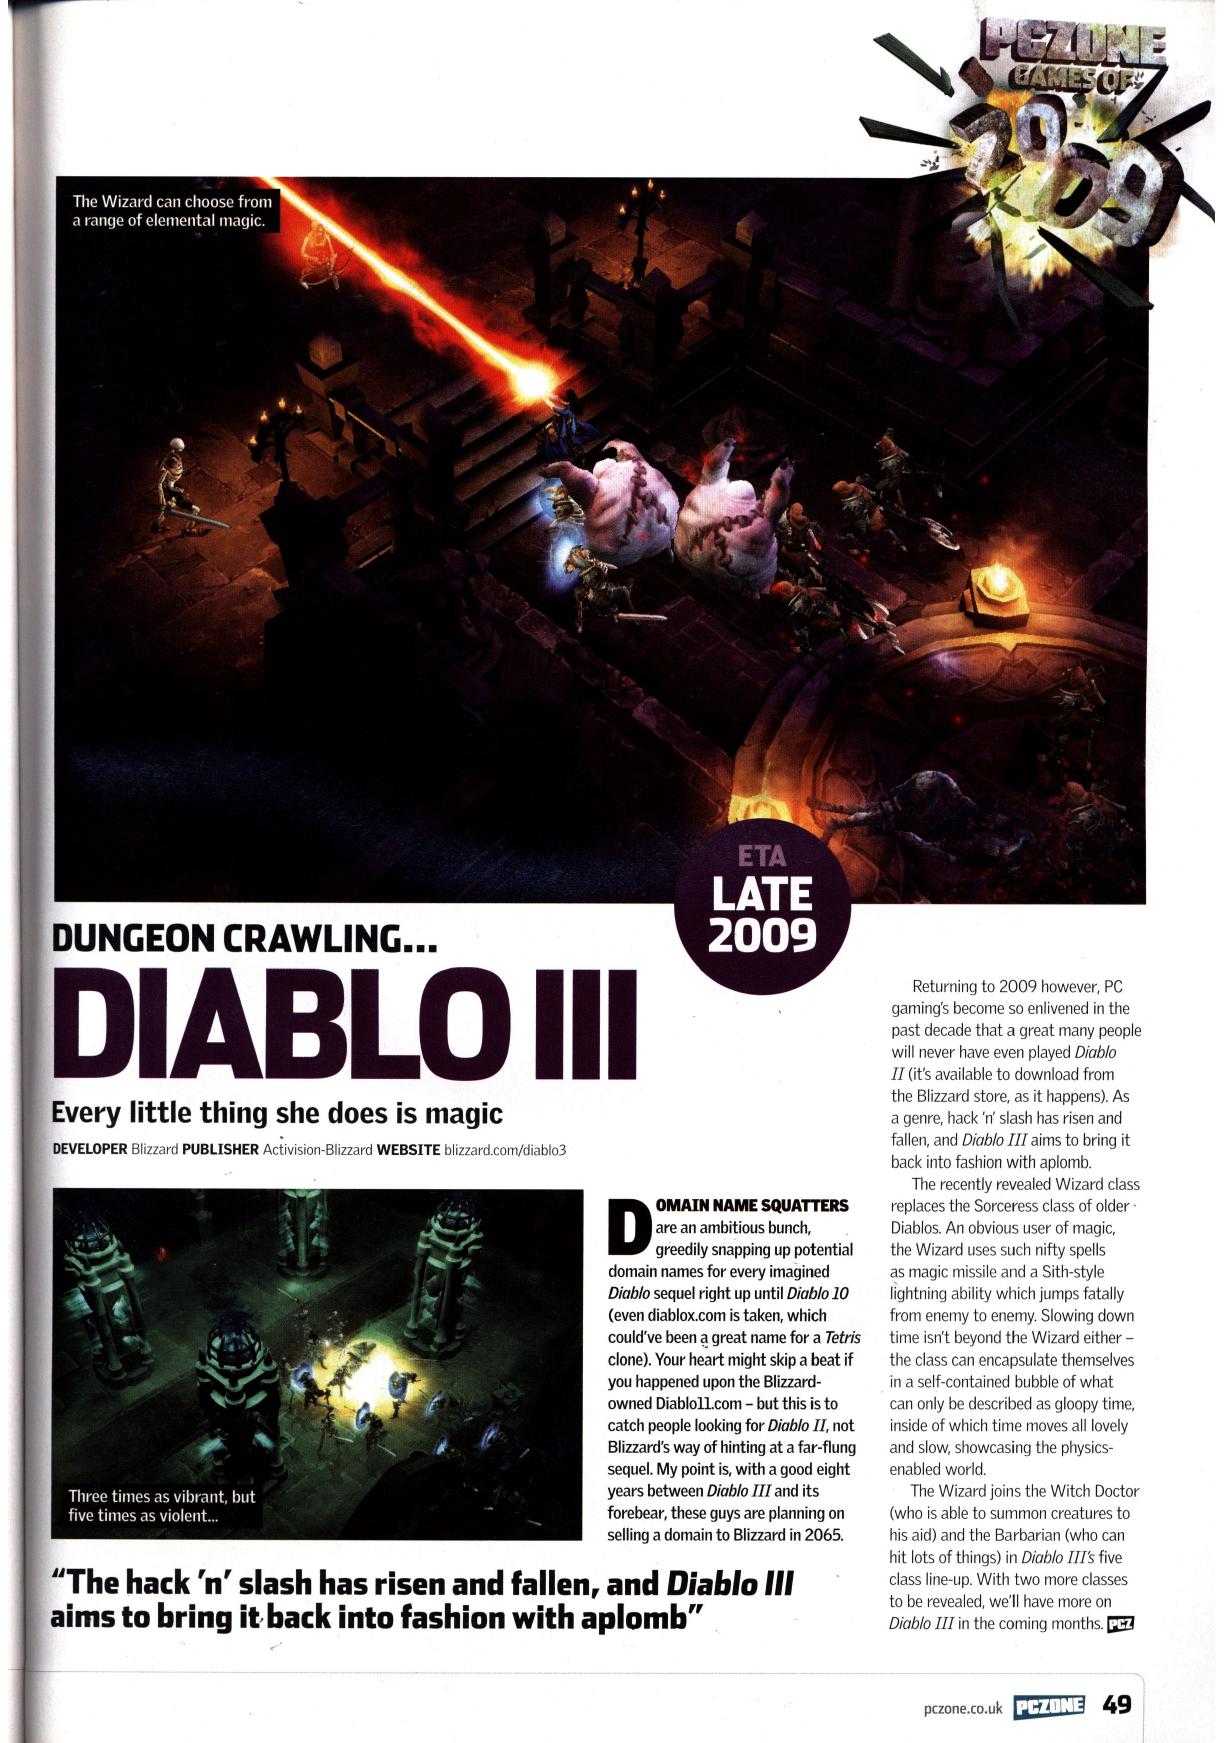 PCZONE
GAMES OF
2009
The Wizard can choose from
a range of elemental magic.
ETA
LATE
2009
DUNGEON CRAWLING...
DIABLO III
Every little thing she does is magic
DEVELOPER Blizzard PUBLISHER Activision-Blizzard WEBSITE blizzard.com/diablo3
Three times as vibrant, but
five times as violent...
"The hack 'n' slash has risen and fallen, and Diablo III
aims to bring it back into fashion with aplomb"
DOMAIN NAME SQUATTERS
are an ambitious bunch,
greedily snapping up potential
domain names for every imagined
Diablo sequel right up until Diablo 10
(even diablox.com is taken, which
could've been a great name for a Tetris
clone). Your heart might skip a beat if
you happened upon the Blizzard-
owned Diablo11.com – but this is to
catch people looking for Diablo II, not
Blizzard's way of hinting at a far-flung
sequel. My point is, with a good eight
years between Diablo III and its
forebear, these guys are planning on
selling a domain to Blizzard in 2065.
Returning to 2009 however, PC
gaming's become so enlivened in the
past decade that a great many people
will never have even played Diablo
II (it's available to download from
the Blizzard store, as it happens). As
a genre, hack 'n' slash has risen and
fallen, and Diablo III aims to bring it
back into fashion with aplomb.
The recently revealed Wizard class
replaces the Sorceress class of older
Diablos. An obvious user of magic,
the Wizard uses such nifty spells
as magic missile and a Sith-style
lightning ability which jumps fatally
from enemy to enemy. Slowing down
time isn't beyond the Wizard either –
the class can encapsulate themselves
in a self-contained bubble of what
can only be described as gloopy time,
inside of which time moves all lovely
and slow, showcasing the physics-
enabled world.
The Wizard joins the Witch Doctor
(who is able to summon creatures to
his aid) and the Barbarian (who can
hit lots of things) in Diablo III's five
class line-up. With two more classes
to be revealed, we'll have more on
Diablo III in the coming months. PCZ
pczone.co.uk PCZONE 49